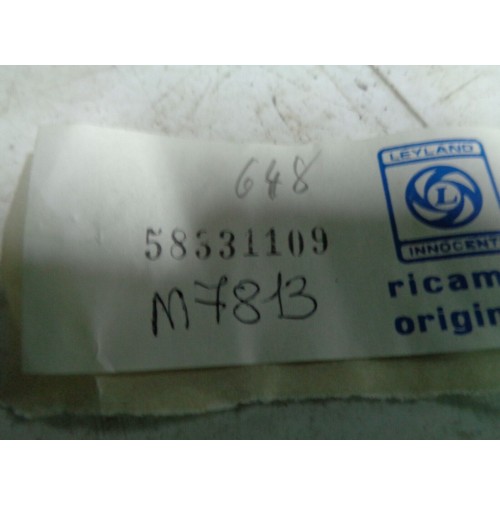 648
58531109
M7813
LEYLAND
L
INNOCENT
ricam
origin